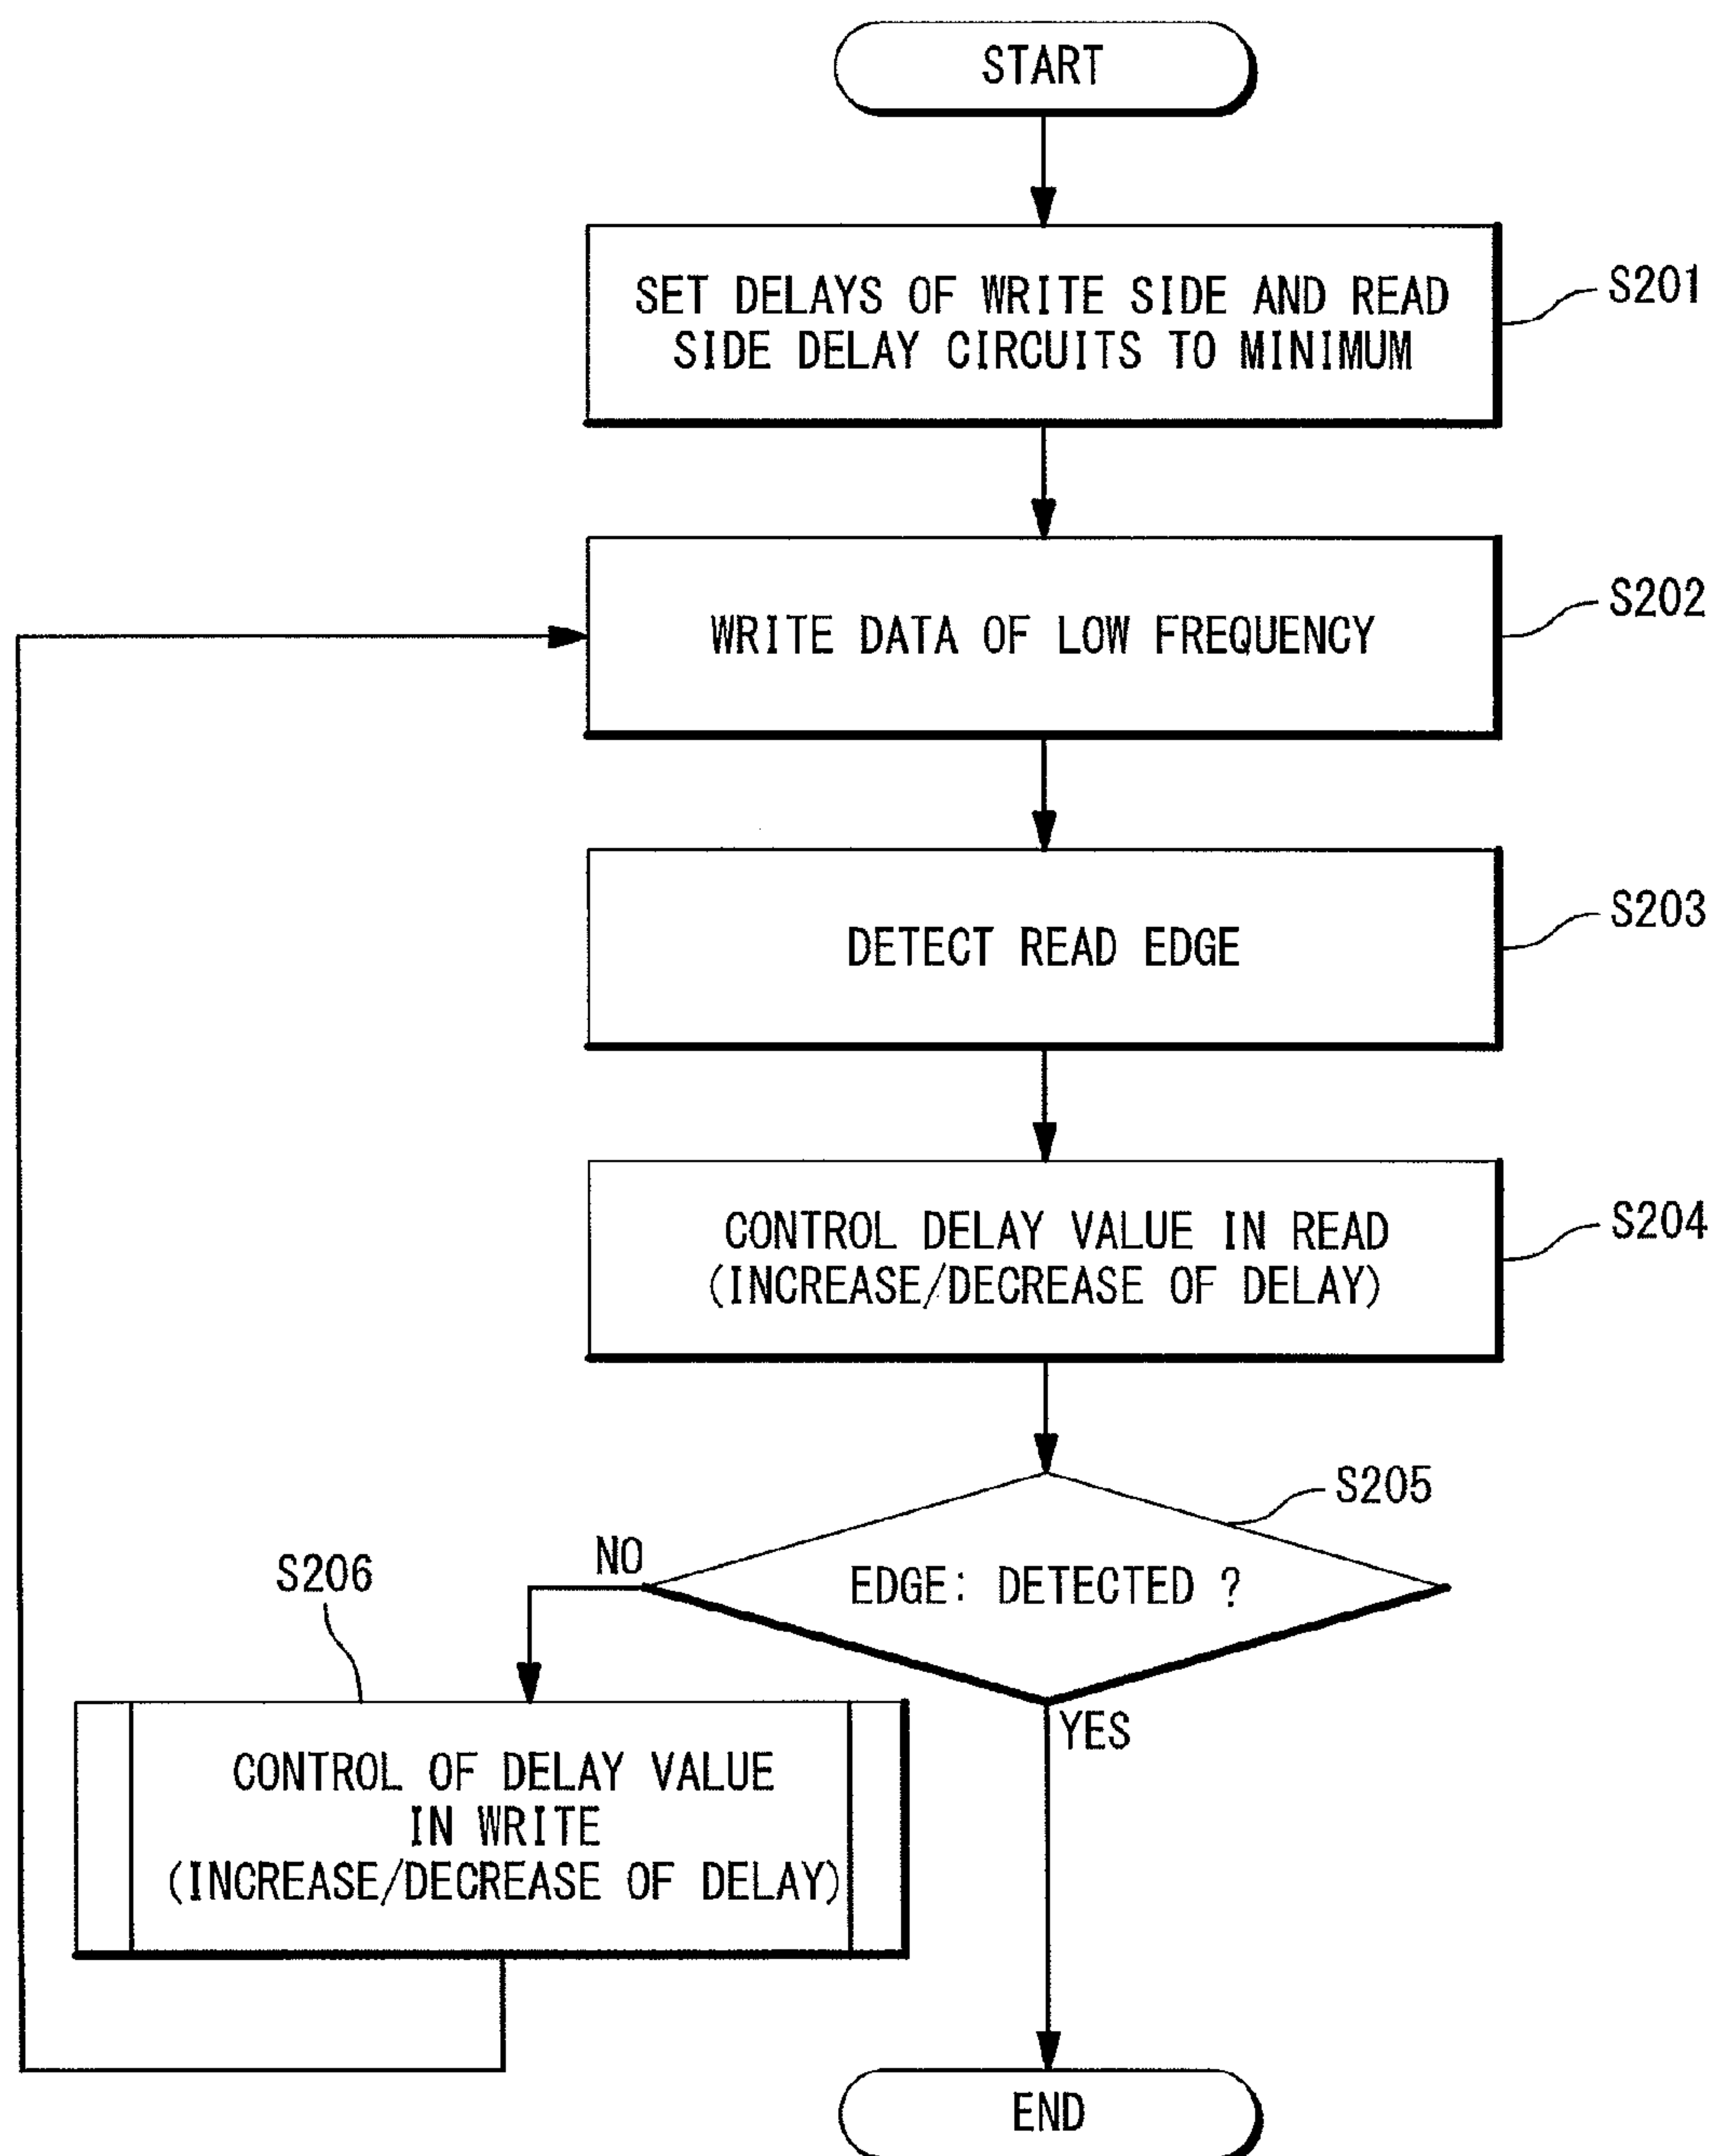 START
SET DELAYS OF WRITE SIDE AND READ
SIDE DELAY CIRCUITS TO MINIMUM
S201
WRITE DATA OF LOW FREQUENCY
S202
DETECT READ EDGE
S203
CONTROL DELAY VALUE IN READ
(INCREASE/DECREASE OF DELAY)
S204
EDGE: DETECTED ?
S205
NO
YES
S206
CONTROL OF DELAY VALUE
IN WRITE
(INCREASE/DECREASE OF DELAY)
END